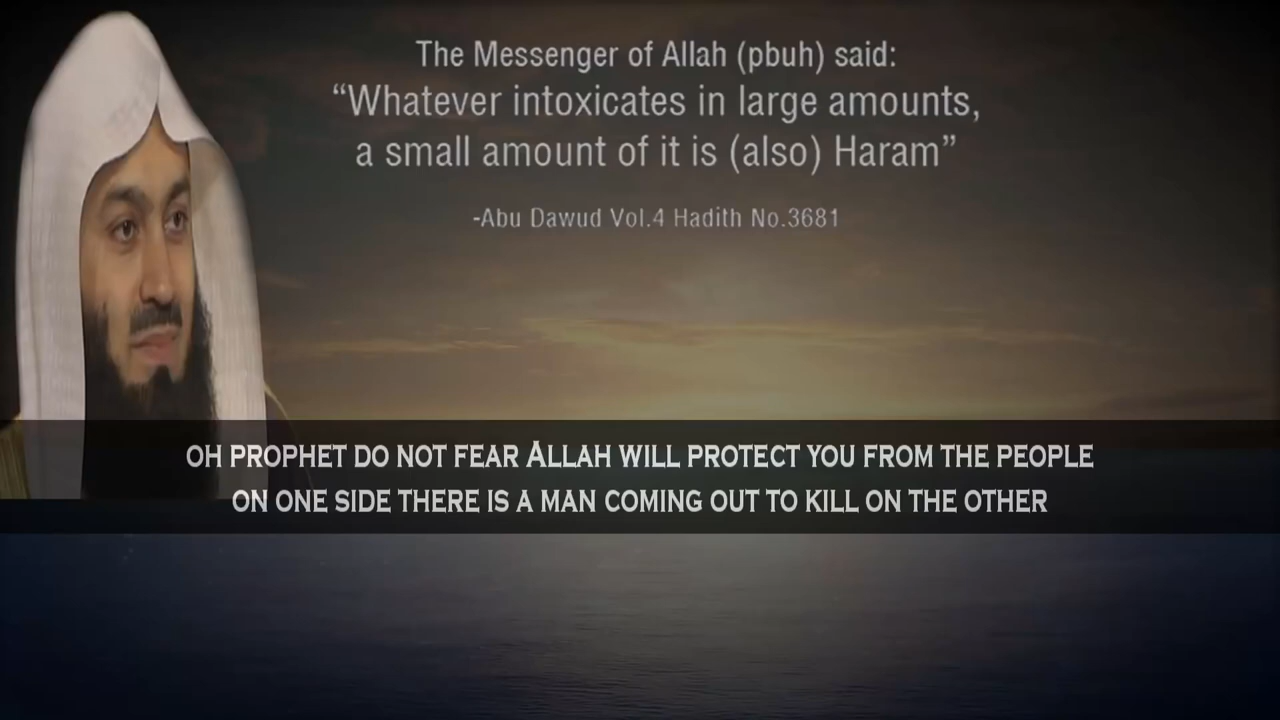 The Messenger of Allah (pbuh) said:
“Whatever intoxicates in large amounts,
a small amount of it is (also) Haram”
-Abu Dawud Vol.4 Hadith No.3681
OH PROPHET DO NOT FEAR ALLAH WILL PROTECT YOU FROM THE PEOPLE
ON ONE SIDE THERE IS A MAN COMING OUT TO KILL ON THE OTHER